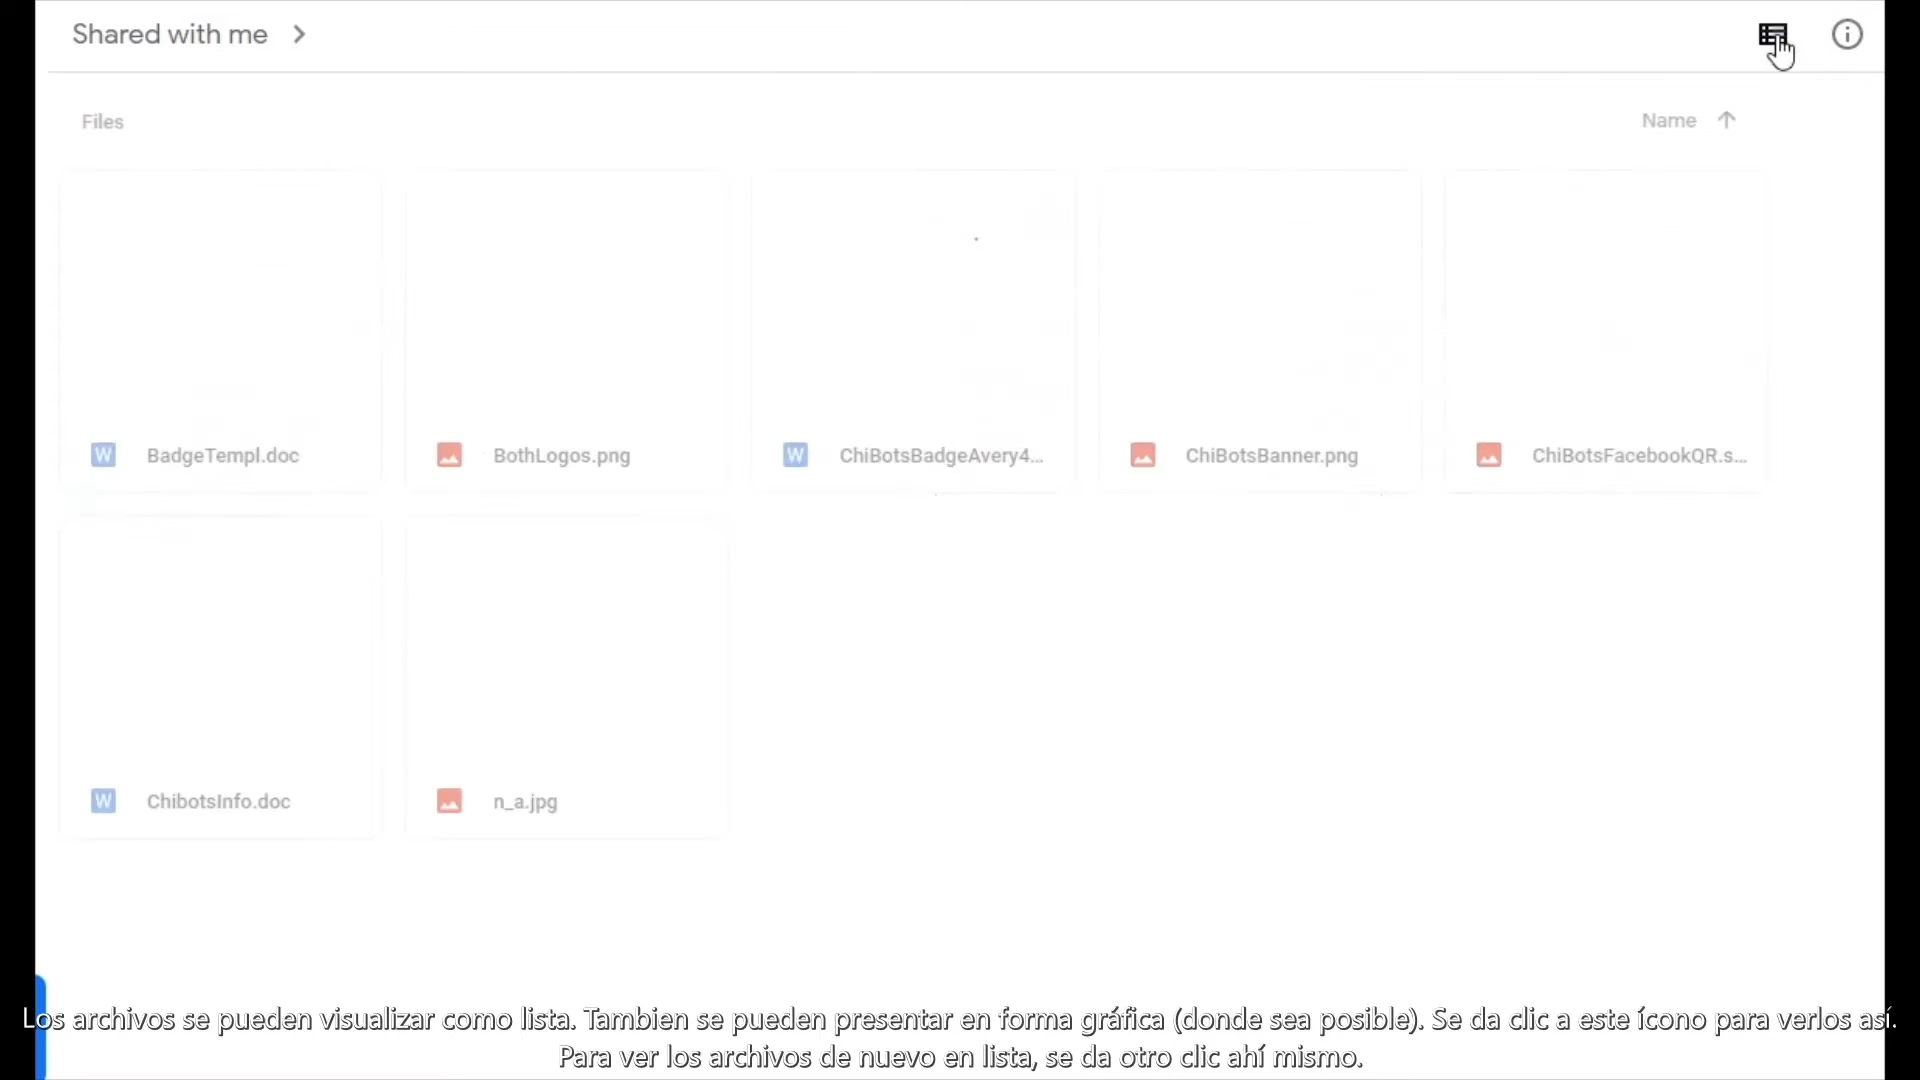 Shared with me
Files
Name
BadgeTempl.doc
BothLogos.png
ChiBotsBadgeAvery4...
ChiBotsBanner.png
ChiBotsFacebookQR.s...
ChibotsInfo.doc
n_a.jpg
Los archivos se pueden visualizar como lista. Tambien se pueden presentar en forma gráfica (donde sea posible). Se da clic a este ícono para verlos así.
Para ver los archivos de nuevo en lista, se da otro clic ahí mismo.